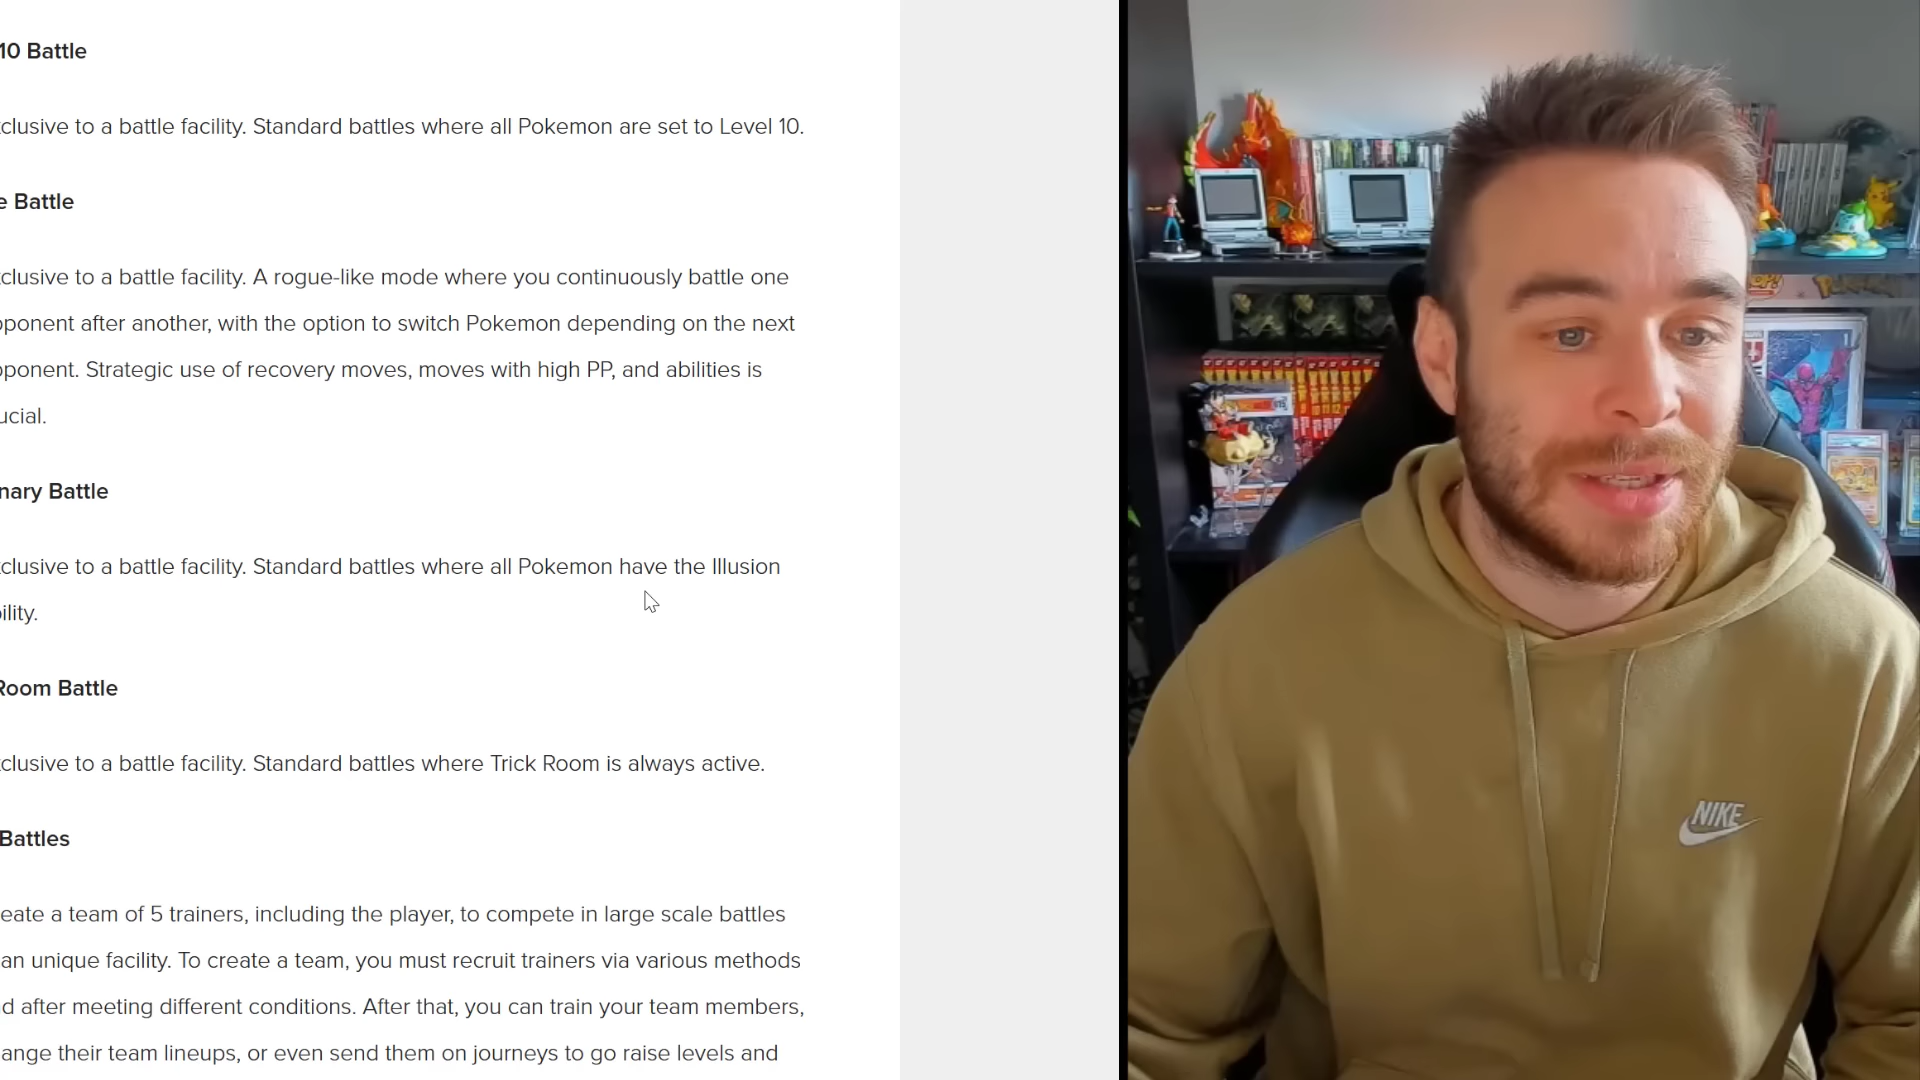 10 Battle
clusive to a battle facility. Standard battles where all Pokemon are set to Level 10.
e Battle
clusive to a battle facility. A rogue-like mode where you continuously battle one
pponent after another, with the option to switch Pokemon depending on the next
pponent. Strategic use of recovery moves, moves with high PP, and abilities is
ucial.
nary Battle
clusive to a battle facility. Standard battles where all Pokemon have the Illusion
ility.
Room Battle
clusive to a battle facility. Standard battles where Trick Room is always active.
Battles
eate a team of 5 trainers, including the player, to compete in large scale battles
an unique facility. To create a team, you must recruit trainers via various methods
d after meeting different conditions. After that, you can train your team members,
ange their team lineups, or even send them on journeys to go raise levels and
NIKE